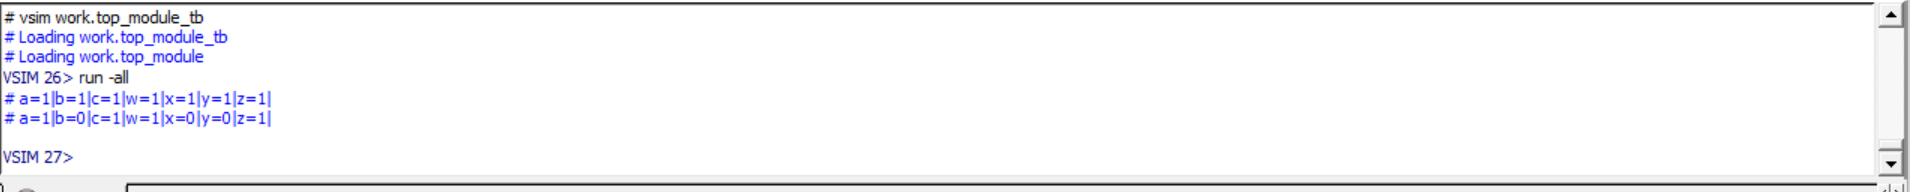 # vsim work.top_module_tb
# Loading work.top_module_tb
# Loading work.top_module
VSIM 26> run -all
# a=1|b=1|c=1|w=1|x=1|y=1|z=1|
# a=1|b=0|c=1|w=1|x=0|y=0|z=1|
VSIM 27>